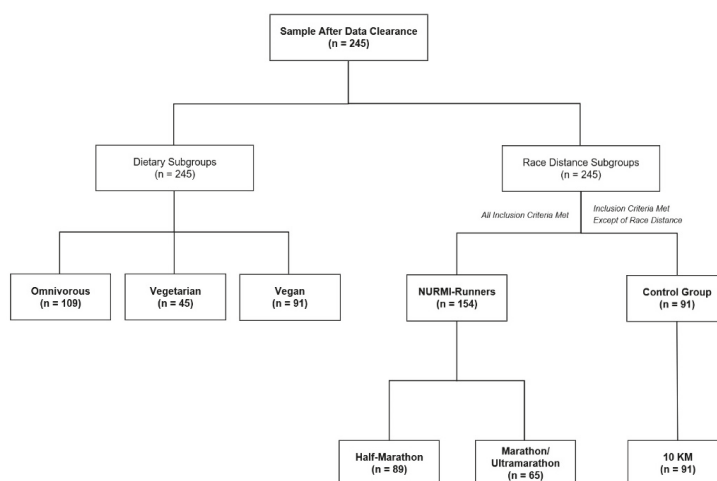 Sample After Data Clearance
(n = 245)
Dietary Subgroups
(n = 245)
Race Distance Subgroups
(n = 245)
All Inclusion Criteria Met
Inclusion Criteria Met
Except of Race Distance
Omnivorous
(n = 109)
Vegetarian
(n = 45)
Vegan
(n = 91)
NURMI-Runners
(n = 154)
Control Group
(n = 91)
Half-Marathon
(n = 89)
Marathon/
Ultramarathon
(n = 65)
10 KM
(n = 91)